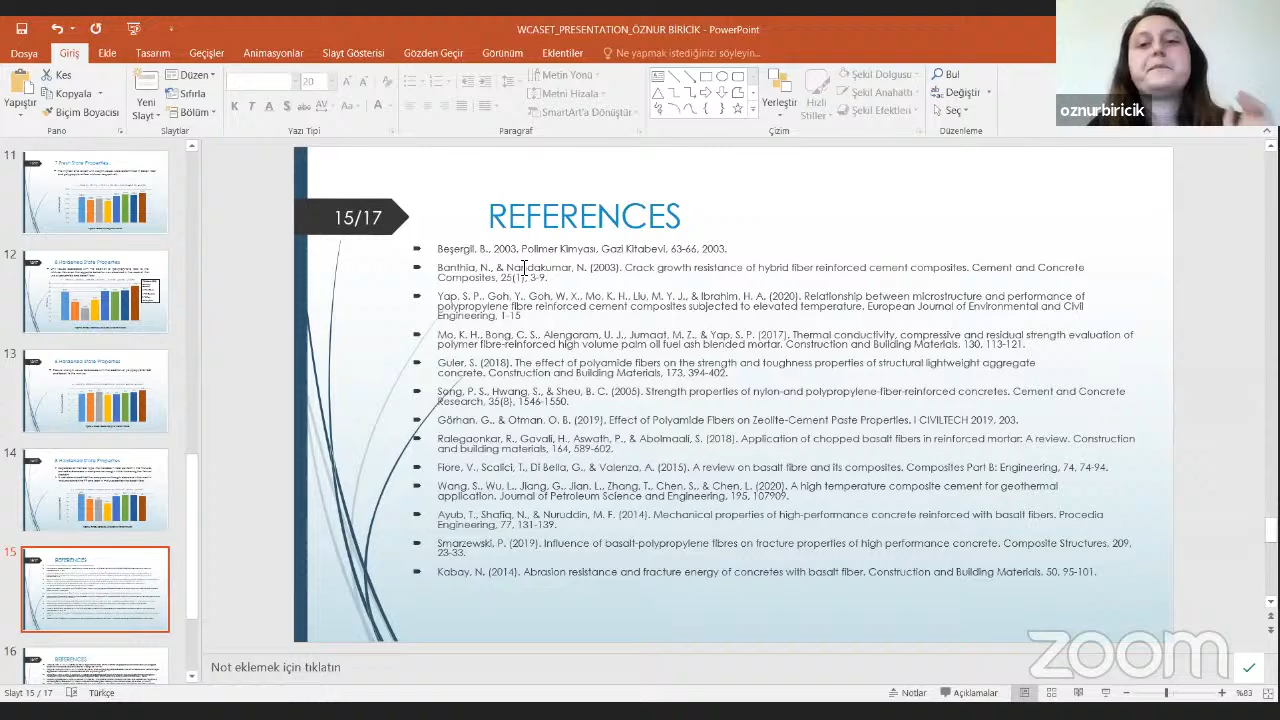 WCASET_PRESENTATION_ÖZNUR BİRİCİK - PowerPoint
Dosya Giriş Ekle Tasarım Geçişler Animasyonlar Slayt Gösterisi Gözden Geçir Görünüm Eklentiler Ne yapmak istediğinizi söyleyin...
Yapıştır
Kes
Kopyala
Biçim Boyacısı
Pano
Yeni
Slayt
Düzen
Sıfırla
Bölüm
Slaytlar
20
Yazı Tipi
Metin Yönü
Metin Hizala
SmartArt'a Dönüştür
Paragraf
Yerleştir
Hızlı
Stiller
Şekil Dolgusu
Şekil Anahattı
Şekil Efektleri
Çizim
Bul
Değiştir
Seç
Düzenleme
oznurbiricik
11
12
13
14
15
16
15/17
REFERENCES
Beşergil, B., 2003. Polimer Kimyası, Gazi Kitabevi, 63-66, 2003.
Banthia, N., & Nandakumar, N. (2003). Crack growth resistance of hybrid fiber reinforced cement composites. Cement and Concrete
Composites, 25(1), 3-9.
Yap, S. P., Goh, Y., Goh, W. X., Mo, K. H., Liu, M. Y. J., & Ibrahim, H. A. (2020). Relationship between microstructure and performance of
polypropylene fibre reinforced cement composites subjected to elevated temperature. European Journal of Environmental and Civil
Engineering, 1-15
Mo, K. H., Bong, C. S., Alengaram, U. J., Jumaat, M. Z., & Yap, S. P. (2017). Thermal conductivity, compressive and residual strength evaluation of
polymer fibre-reinforced high volume palm oil fuel ash blended mortar. Construction and Building Materials, 130, 113-121.
Guler, S. (2018). The effect of polyamide fibers on the strength and toughness properties of structural lightweight aggregate
concrete. Construction and Building Materials, 173, 394-402.
Song, P. S., Hwang, S., & Sheu, B. C. (2005). Strength properties of nylon-and polypropylene-fiber-reinforced concretes. Cement and Concrete
Research, 35(8), 1546-1550.
Görhan, G., & Otman, O. B. (2019). Effect of Polyamide Fibers on Zeolite-Cement Paste Properties. I CIVILTECH 2019, 203.
Ralegaonkar, R., Gavali, H., Aswath, P., & Abolmaali, S. (2018). Application of chopped basalt fibers in reinforced mortar: A review. Construction
and building materials, 164, 589-602.
Fiore, V., Scalici, T., Di Bella, G., & Valenza, A. (2015). A review on basalt fibre and its composites. Composites Part B: Engineering, 74, 74-94.
Wang, S., Wu, L., Jiang, G., Jian, L., Zhong, T., Chen, S., & Chen, L. (2020). A high temperature composite cement for geothermal
application. Journal of Petroleum Science and Engineering, 195, 107909.
Ayub, T., Shafiq, N., & Nuruddin, M. F. (2014). Mechanical properties of high-performance concrete reinforced with basalt fibers. Procedia
Engineering, 77, 131-139.
Smarzewski, P. (2019). Influence of basalt-polypropylene fibres on fracture properties of high performance concrete. Composite Structures, 209,
23-33.
Kabay, N. (2014). Abrasion resistance and fracture energy of concretes with basalt fiber. Construction and Building Materials, 50, 95-101.
zoom
Not eklemek için tıklatın
Slayt 15 / 17 Türkçe Notlar Açıklamalar %83